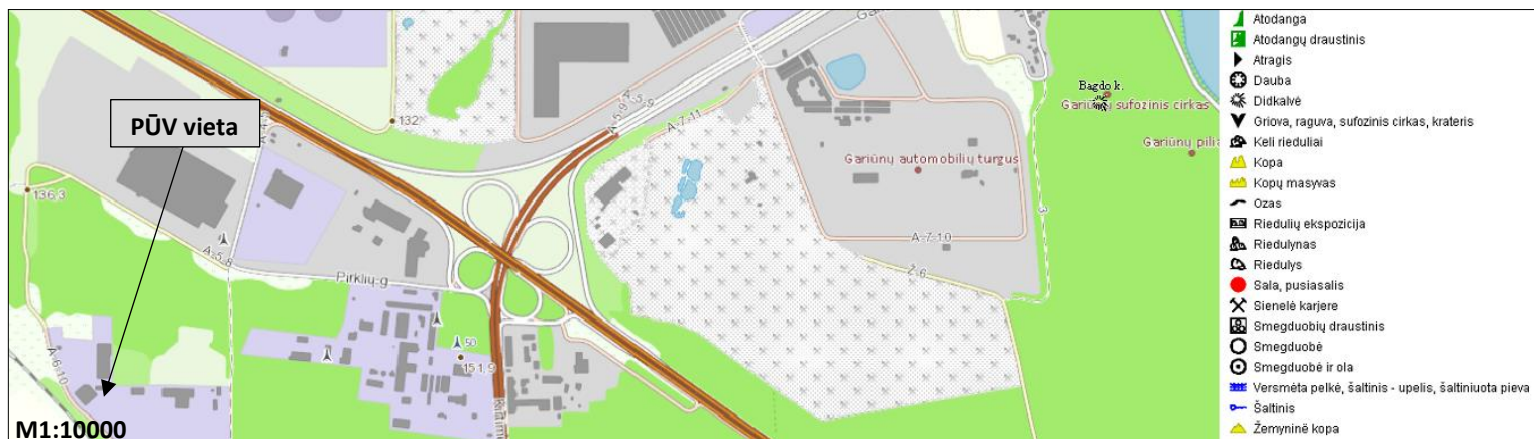 PŪV vieta
M1:10000
132
136,3
A-5-8
Pirklių g
A-6-10
50
151,9
A-5-9
A-5-9
A-7-11
Gariūnų automobilių turgus
A-7-10
Ž-6
3
Bagdo k.
Gariūnų sufozinis cirkas
Atodanga
Atodangų draustinis
Atragis
Dauba
Didkalvė
Griova, raguva, sufozinis cirkas, krateris
Keli rieduliai
Kopa
Kopų masyvas
Ozas
Riedulių ekspozicija
Riedulynas
Riedulys
Sala, pusiasalis
Sienelė karjere
Smegduobių draustinis
Smegduobė
Smegduobė ir ola
Versmėta pelkė, šaltinis - upelis, šaltiniuota pieva
Šaltinis
Žemyninė kopa